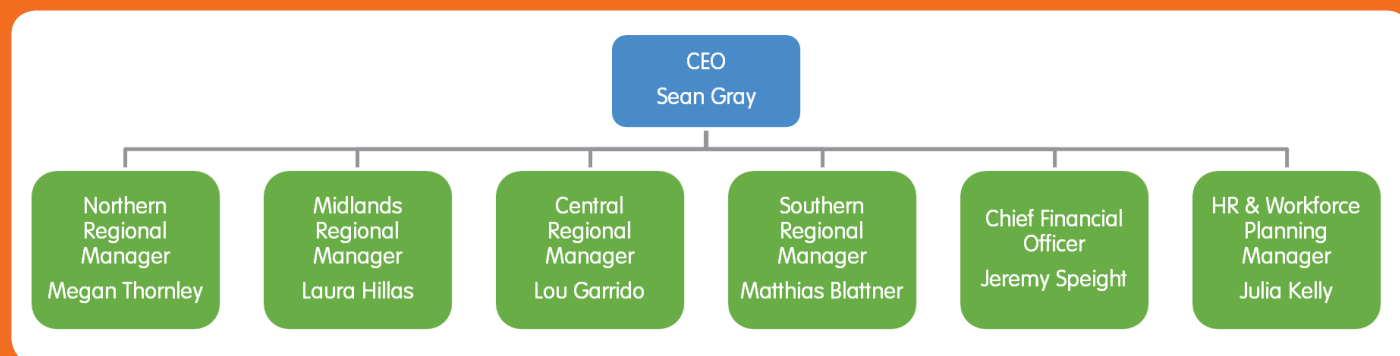 CEO
Sean Gray
Northern
Regional
Manager
Megan Thornley
Midlands
Regional
Manager
Laura Hillas
Central
Regional
Manager
Lou Garrido
Southern
Regional
Manager
Matthias Blattner
Chief Financial
Officer
Jeremy Speight
HR & Workforce
Planning
Manager
Julia Kelly